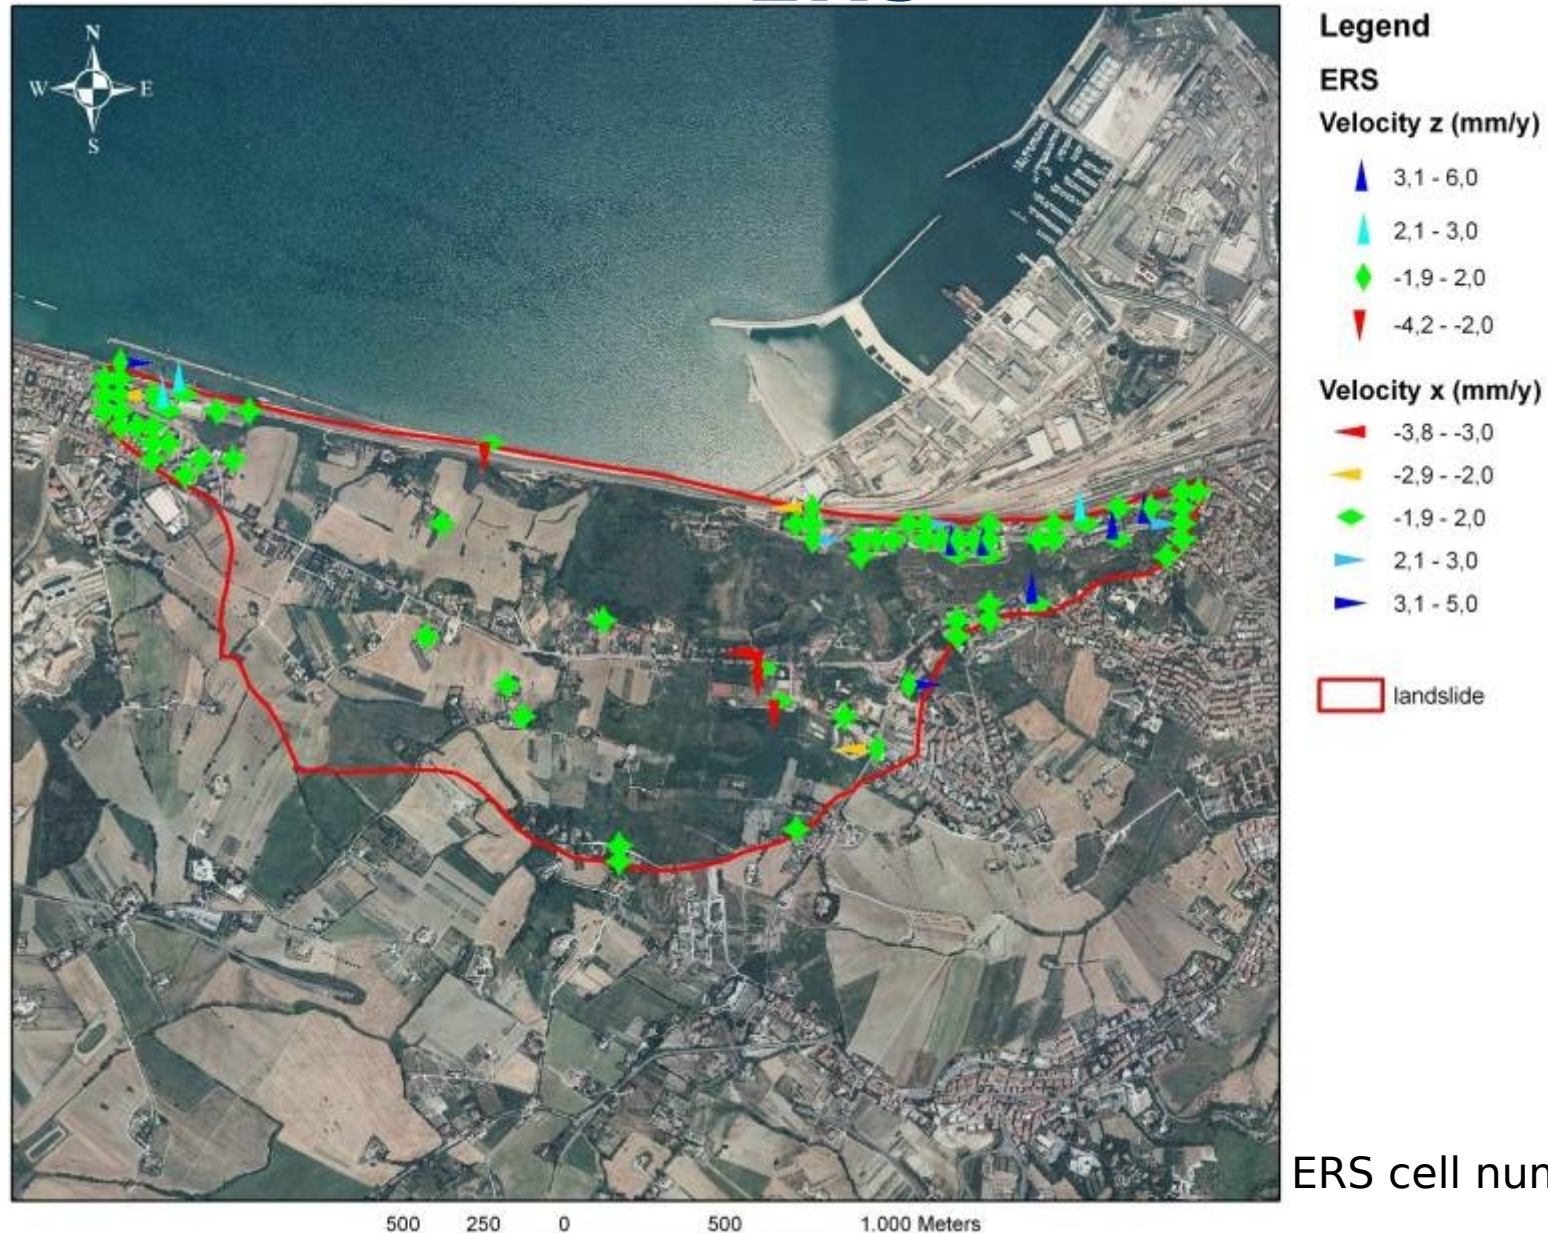 N
W E
S
Legend
ERS
Velocity z (mm/y)
3,1 - 6,0
2,1 - 3,0
-1,9 - 2,0
-4,2 - -2,0
Velocity x (mm/y)
-3,8 - -3,0
-2,9 - -2,0
-1,9 - 2,0
2,1 - 3,0
3,1 - 5,0
landslide
ERS cell
500 250 0 500 1.000 Meters